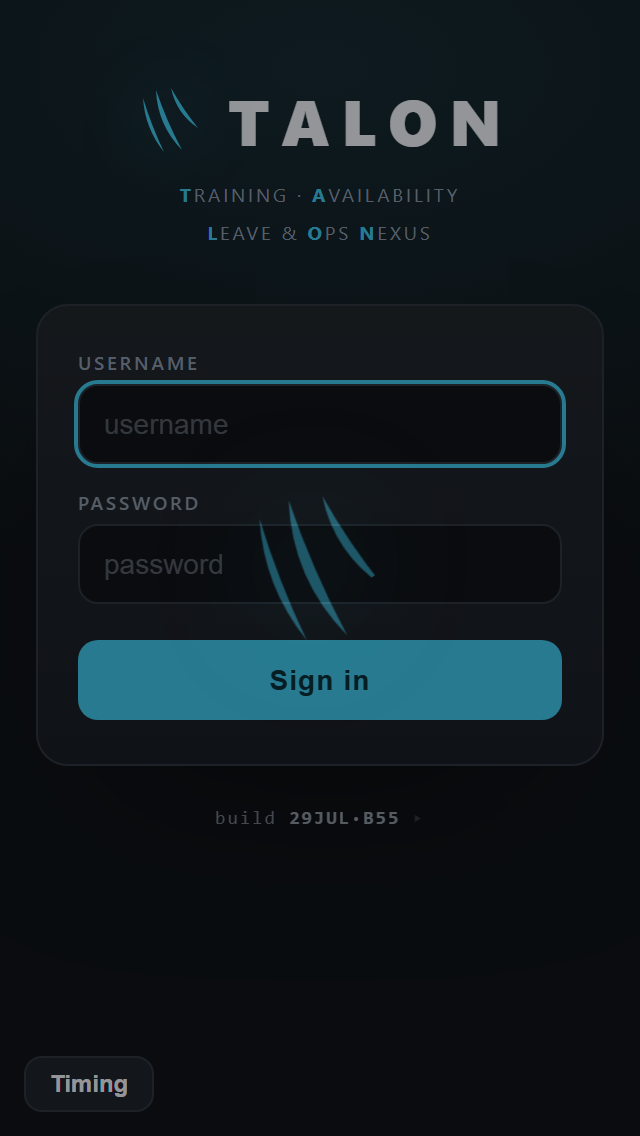 TALON
TRAINING · AVAILABILITY
LEAVE & OPS NEXUS
USERNAME
username
PASSWORD
password
Sign in
build 29JUL·B55 ▸
Timing